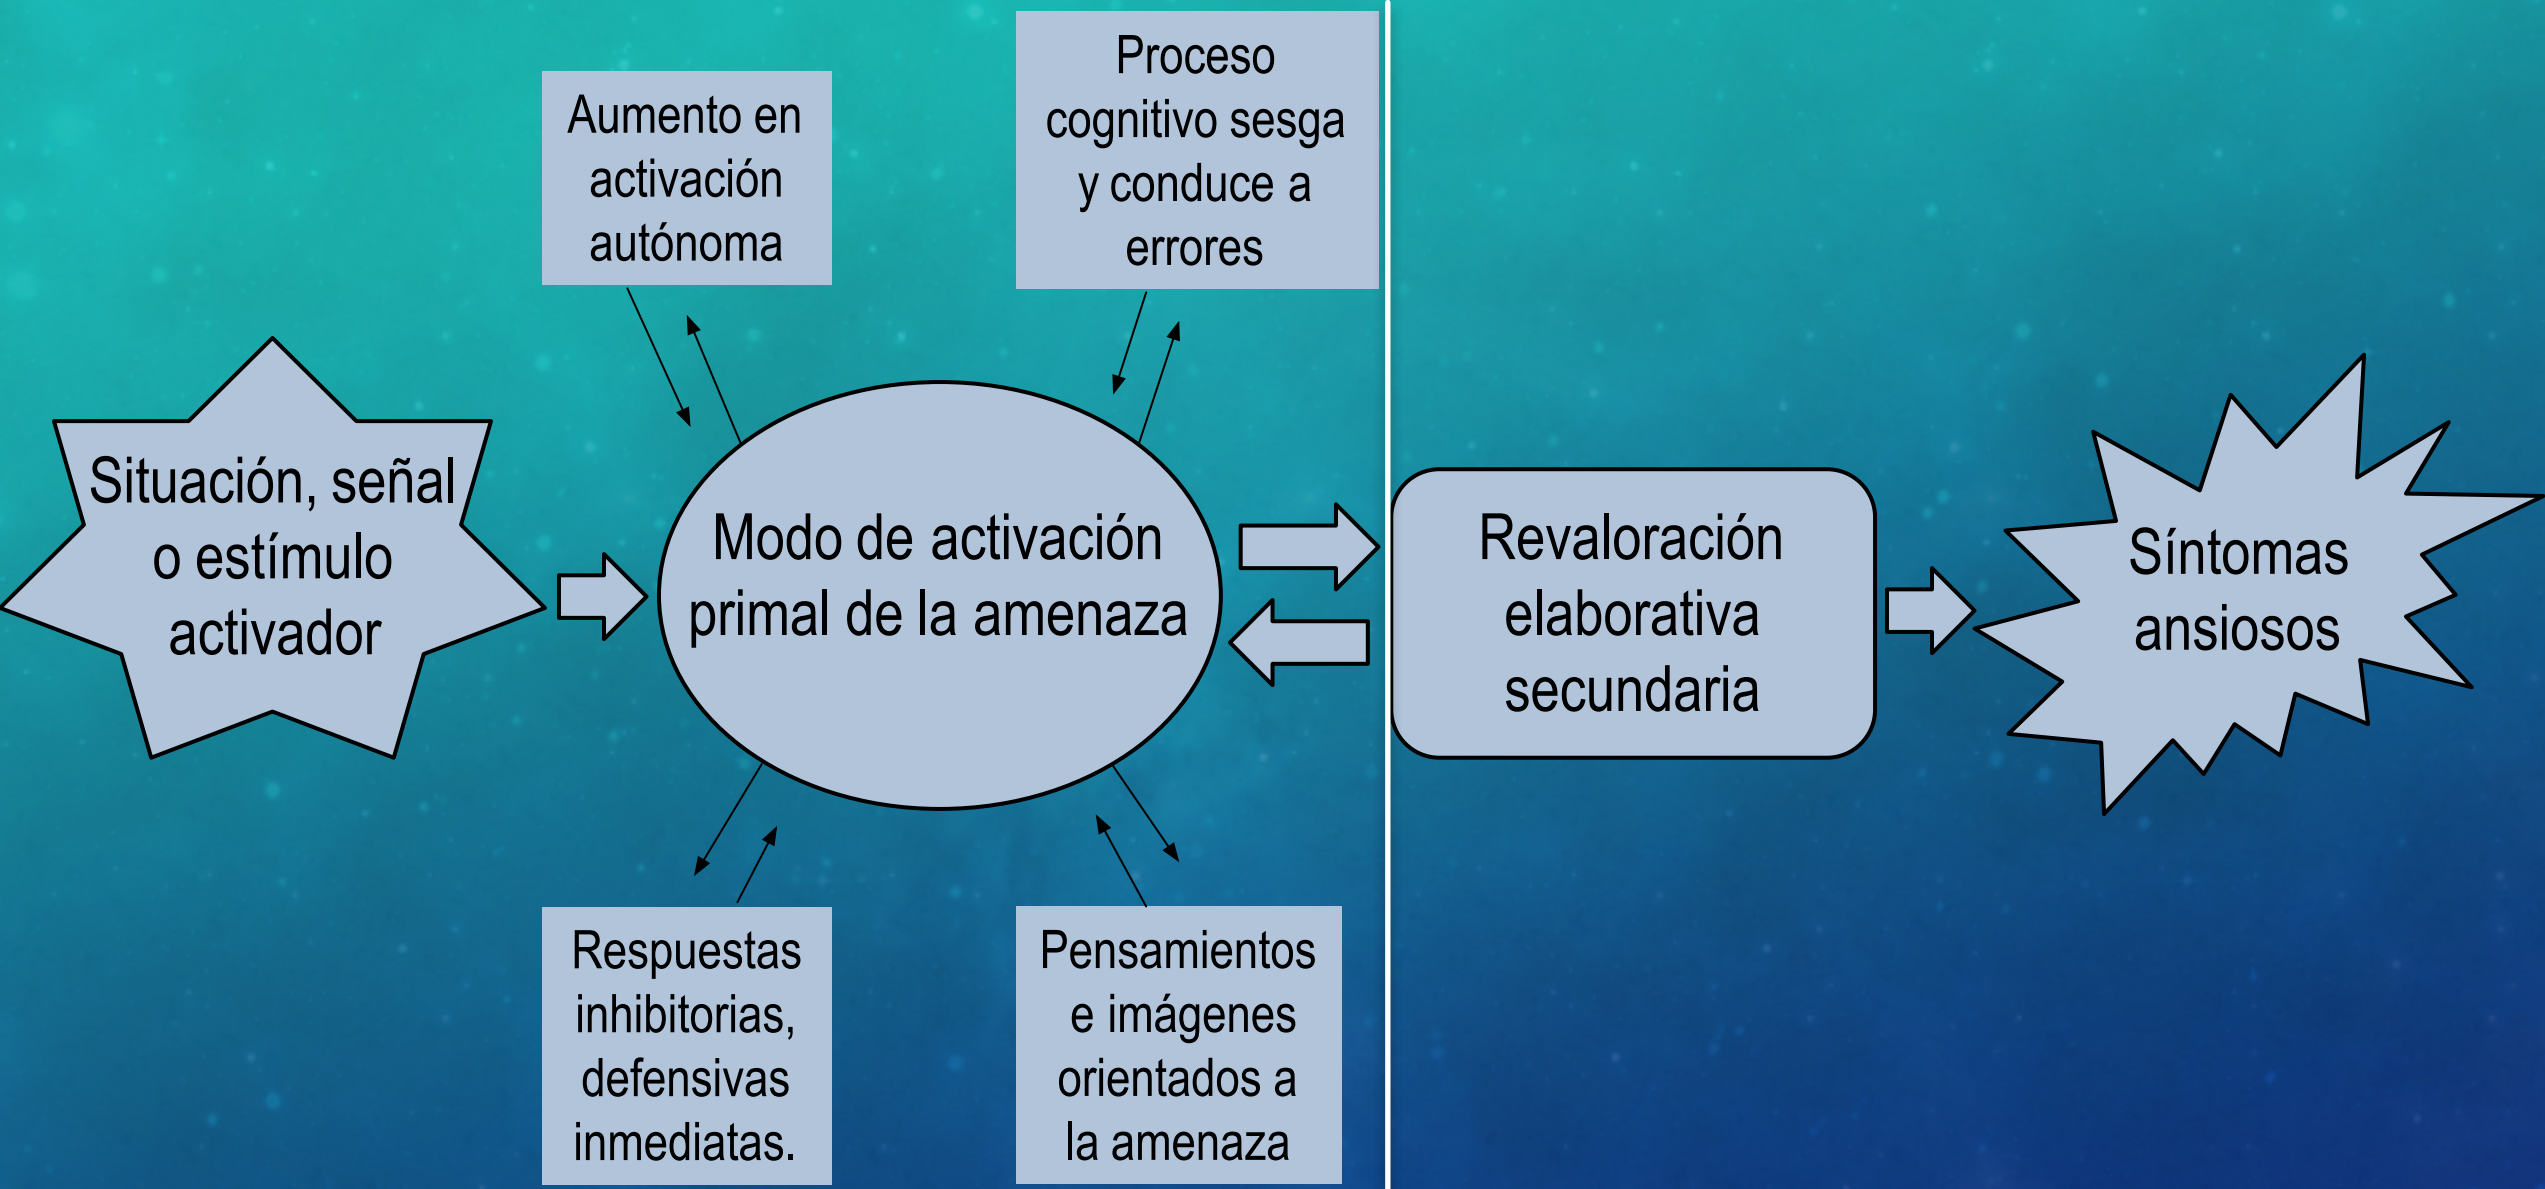 Aumento en
activación
autónoma
Proceso
cognitivo sesga
y conduce a
errores
Situación, señal
o estímulo
activador
Modo de activación
primal de la amenaza
Revaloración
elaborativa
secundaria
Síntomas
ansiosos
Respuestas
inhibitorias,
defensivas
inmediatas.
Pensamientos
e imágenes
orientados a
la amenaza